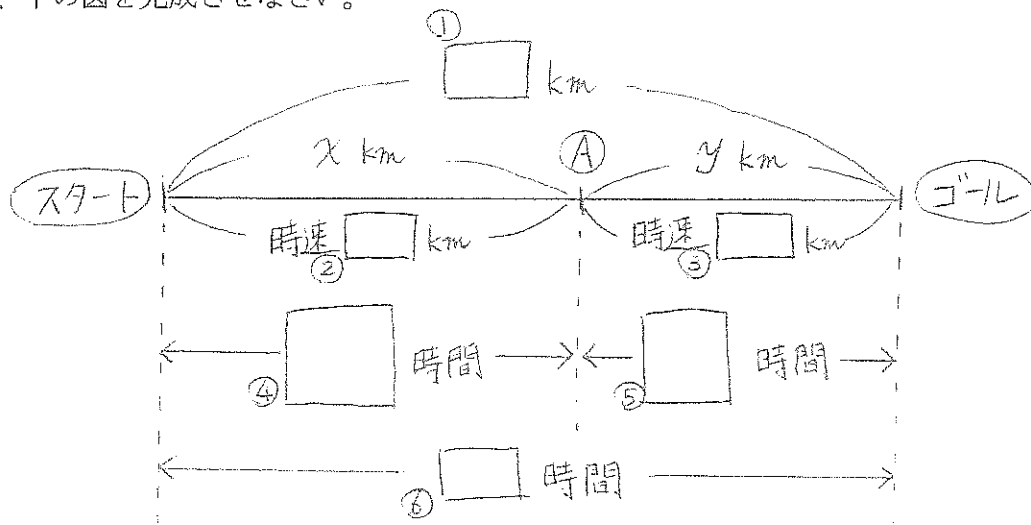 下の図を完成させなさい。
① km
x km Ⓐ y km
スタート ゴール
時速 km 時速 km
② ③
時間 時間
④ ⑤
⑥ 時間